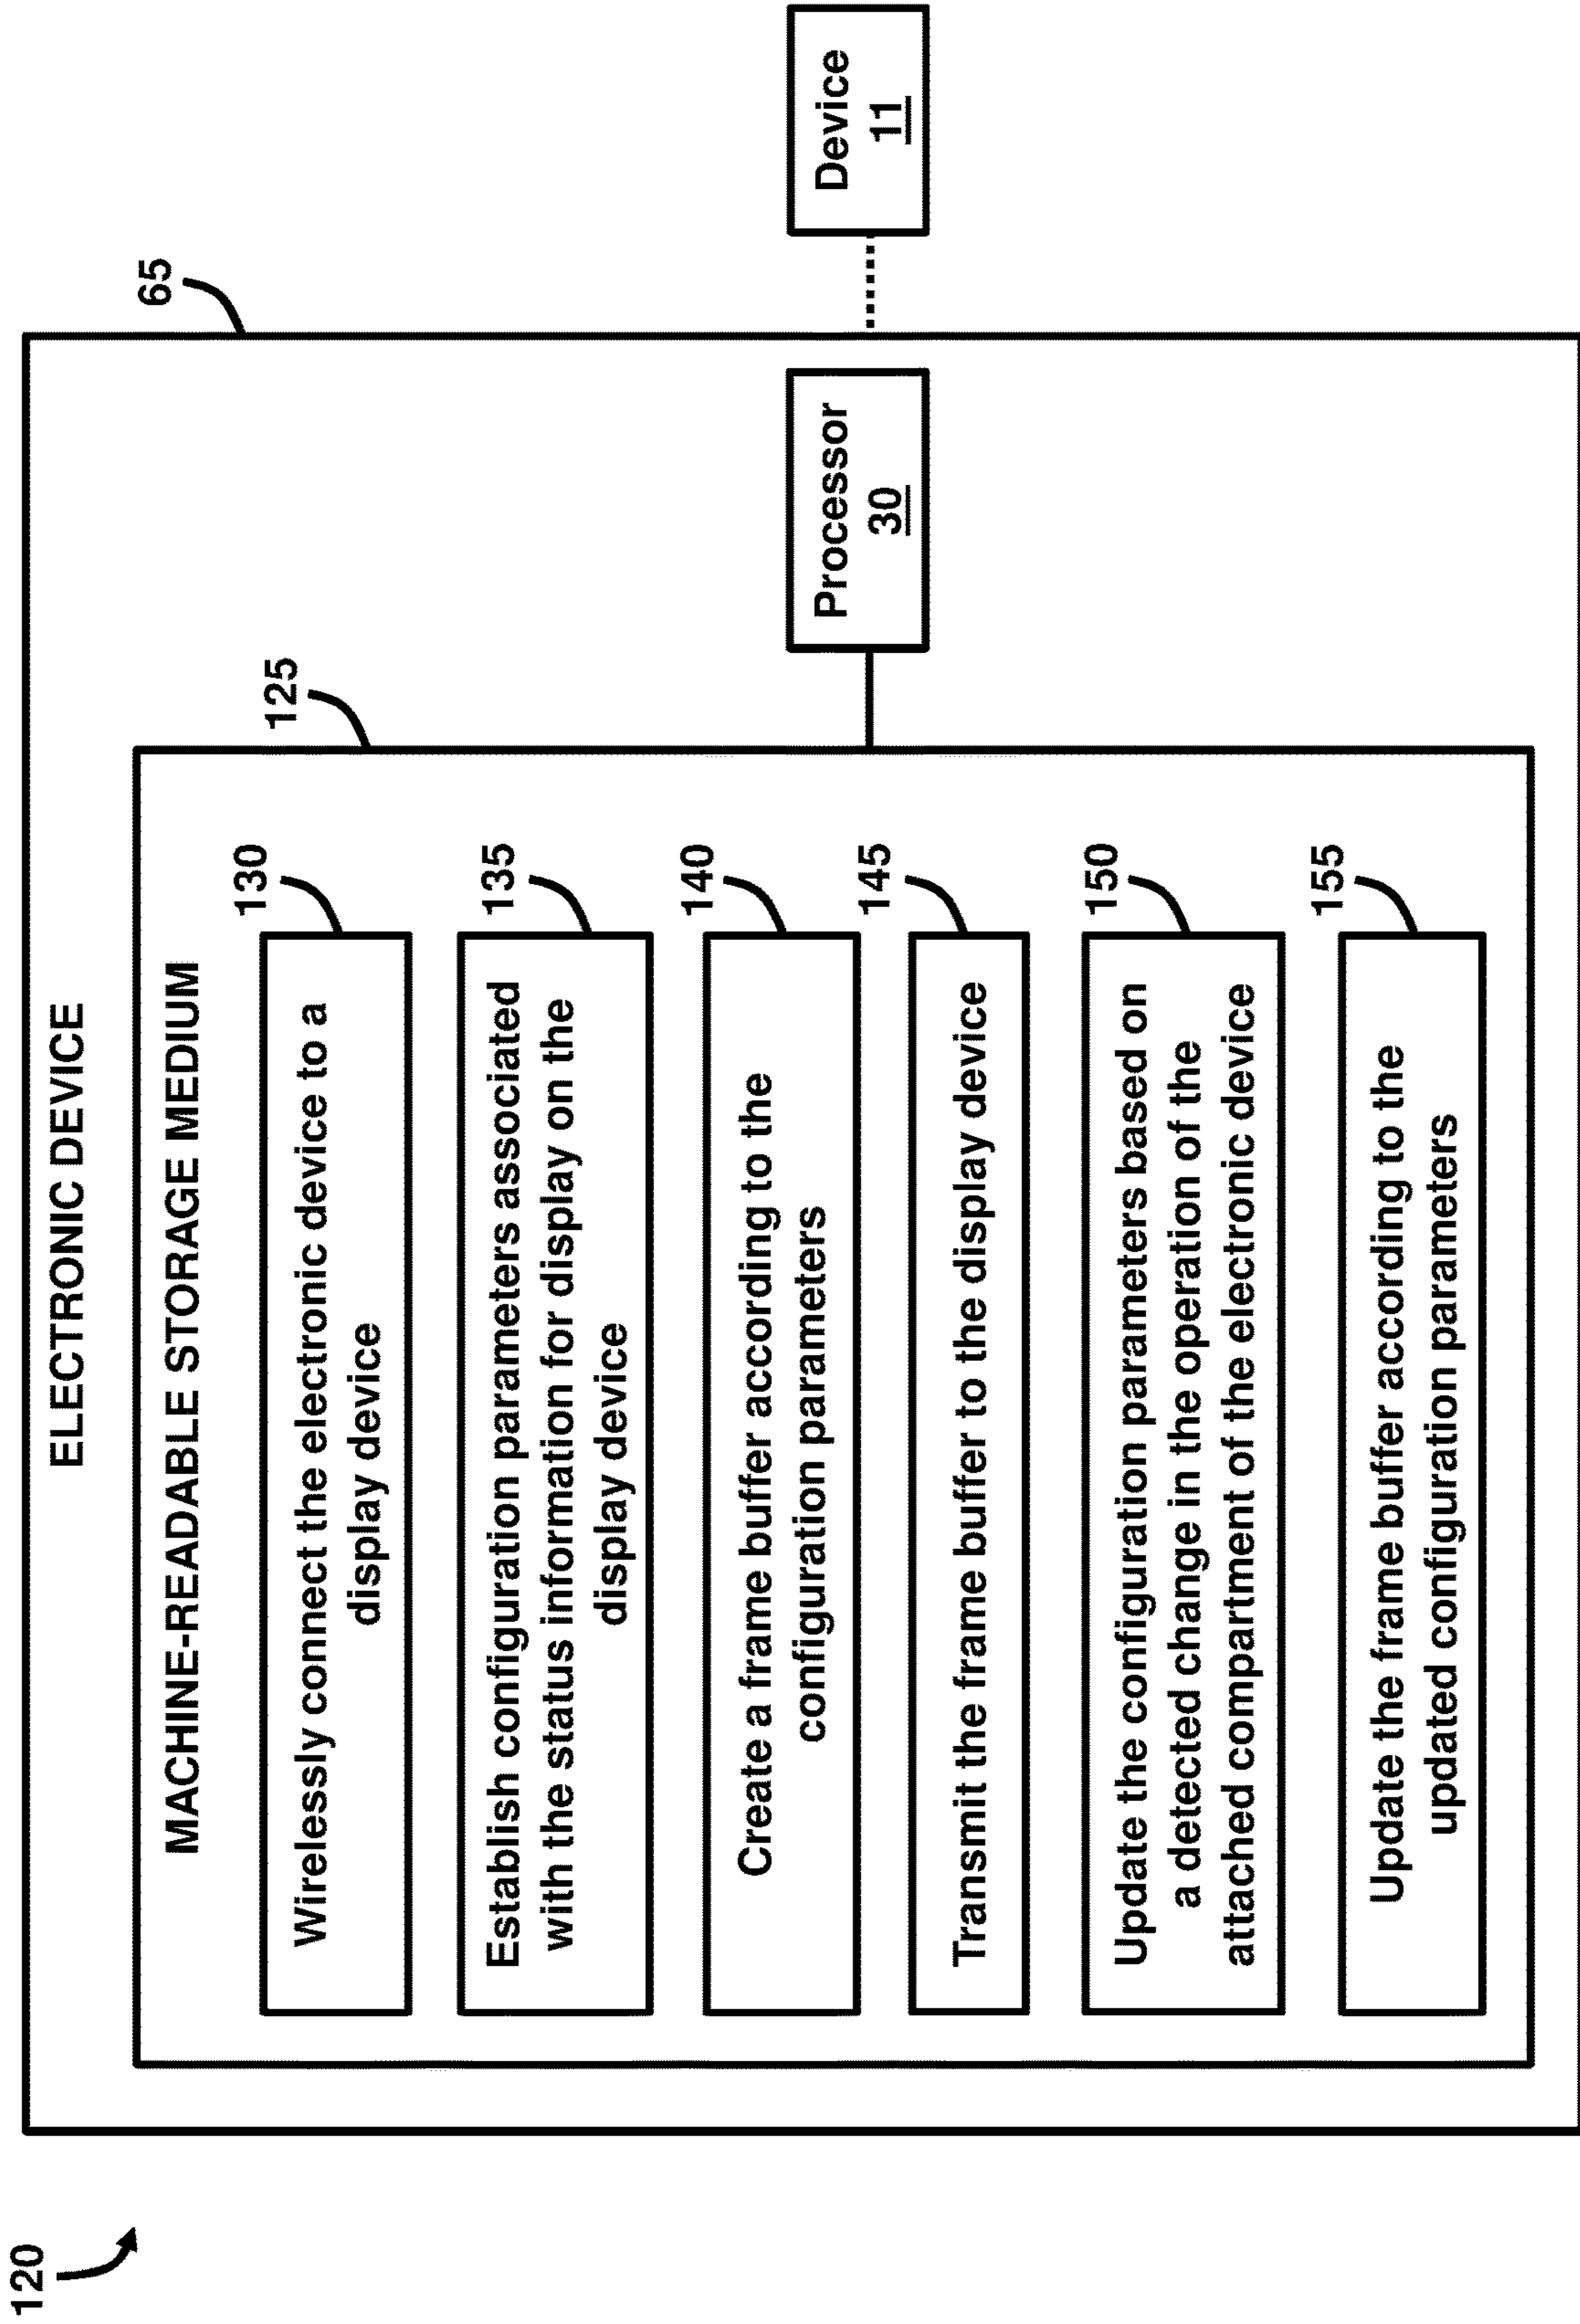 120
ELECTRONIC DEVICE
65
MACHINE-READABLE STORAGE MEDIUM
125
Wirelessly connect the electronic device to a
display device
130
Establish configuration parameters associated
with the status information for display on the
display device
135
Create a frame buffer according to the
configuration parameters
140
Transmit the frame buffer to the display device
145
Update the configuration parameters based on
a detected change in the operation of the
attached compartment of the electronic device
150
Update the frame buffer according to the
updated configuration parameters
155
Processor
30
Device
11